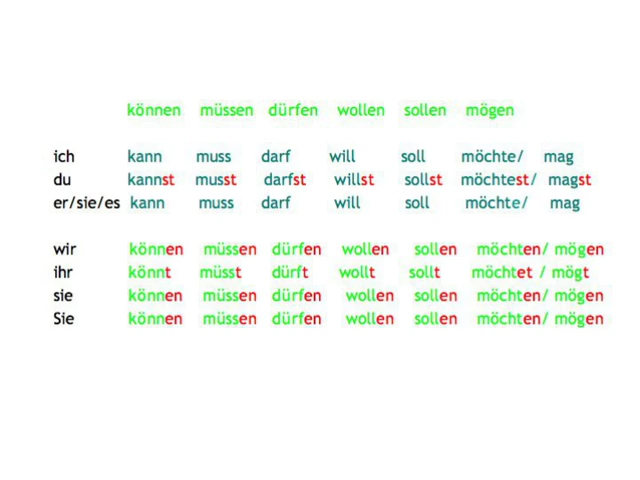 können müssen dürfen wollen sollen mögen
ich kann muss darf will soll möchte/ mag
du kannst musst darfst willst sollst möchtest/ magst
er/sie/es kann muss darf will soll möchte/ mag
wir können müssen dürfen wollen sollen möchten/ mögen
ihr könnt müsst dürft wollt sollt möchtet / mögt
sie können müssen dürfen wollen sollen möchten/ mögen
Sie können müssen dürfen wollen sollen möchten/ mögen